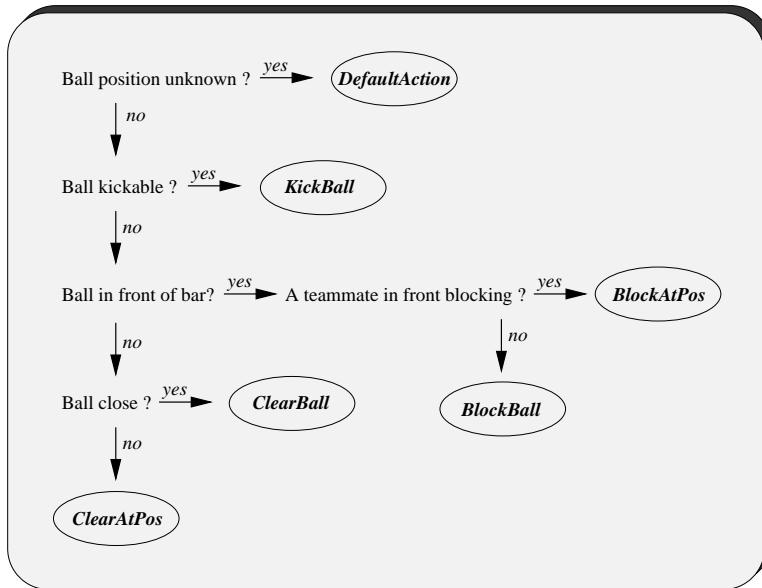 Ball position unknown ? yes DefaultAction
no
Ball kickable ? yes KickBall
no
Ball in front of bar? yes A teammate in front blocking ? yes BlockAtPos
no no
Ball close ? yes ClearBall BlockBall
no
ClearAtPos